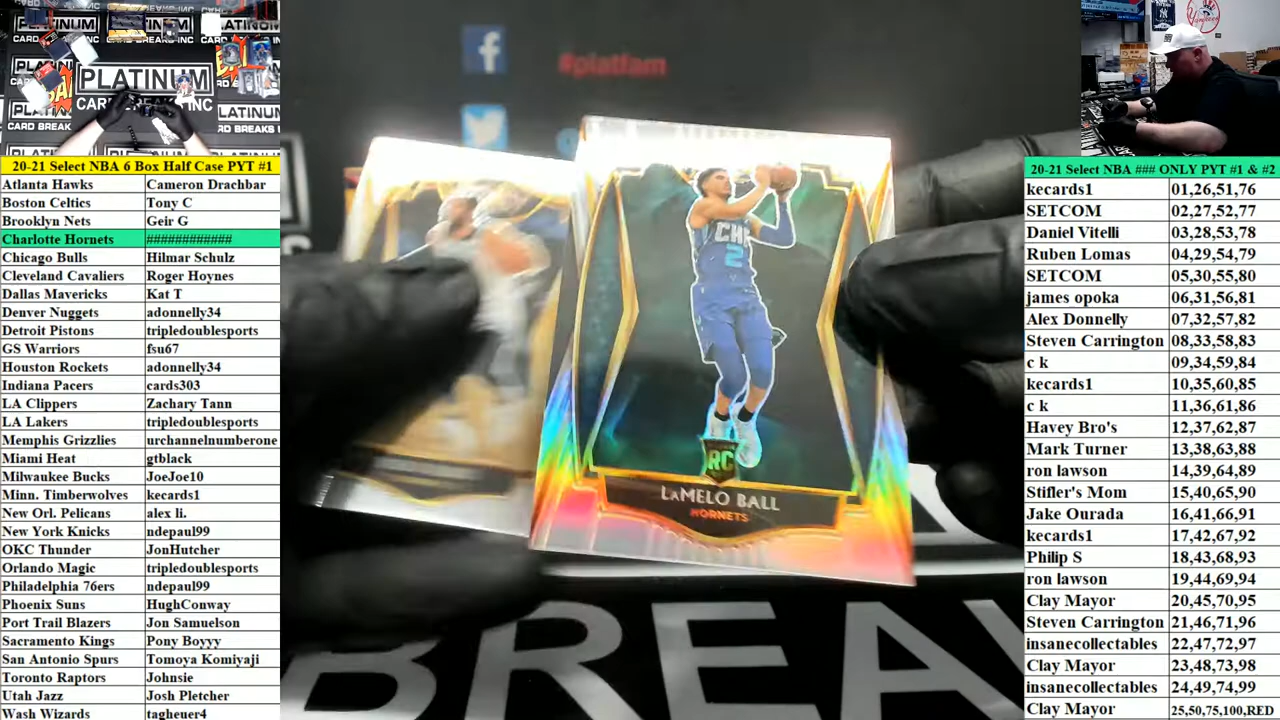 PLATINUM
CARD BREAKS INC
#platfam
20-21 Select NBA 6 Box Half Case PYT #1
Atlanta Hawks Cameron Drachbar
Boston Celtics Tony C
Brooklyn Nets Geir G
Charlotte Hornets ############
Chicago Bulls Hilmar Schulz
Cleveland Cavaliers Roger Hoynes
Dallas Mavericks Kat T
Denver Nuggets adonnelly34
Detroit Pistons tripledoublesports
GS Warriors fsu67
Houston Rockets adonnelly34
Indiana Pacers cards303
LA Clippers Zachary Tann
LA Lakers tripledoublesports
Memphis Grizzlies urchannelnumberone
Miami Heat gtblack
Milwaukee Bucks JoeJoe10
Minn. Timberwolves kecards1
New Orl. Pelicans alex li.
New York Knicks ndepaul99
OKC Thunder JonHutcher
Orlando Magic tripledoublesports
Philadelphia 76ers ndepaul99
Phoenix Suns HughConway
Port Trail Blazers Jon Samuelson
Sacramento Kings Pony Boyyy
San Antonio Spurs Tomoya Komiyaji
Toronto Raptors Johnsie
Utah Jazz Josh Pletcher
Wash Wizards tagheuer4
CHA
2
RC
LaMELO BALL
HORNETS
BREA
20-21 Select NBA ### ONLY PYT #1 & #2
kecards1 01,26,51,76
SETCOM 02,27,52,77
Daniel Vitelli 03,28,53,78
Ruben Lomas 04,29,54,79
SETCOM 05,30,55,80
james opoka 06,31,56,81
Alex Donnelly 07,32,57,82
Steven Carrington 08,33,58,83
c k 09,34,59,84
kecards1 10,35,60,85
c k 11,36,61,86
Havey Bro's 12,37,62,87
Mark Turner 13,38,63,88
ron lawson 14,39,64,89
Stifler's Mom 15,40,65,90
Jake Ourada 16,41,66,91
kecards1 17,42,67,92
Philip S 18,43,68,93
ron lawson 19,44,69,94
Clay Mayor 20,45,70,95
Steven Carrington 21,46,71,96
insanecollectables 22,47,72,97
Clay Mayor 23,48,73,98
insanecollectables 24,49,74,99
Clay Mayor 25,50,75,100,RED